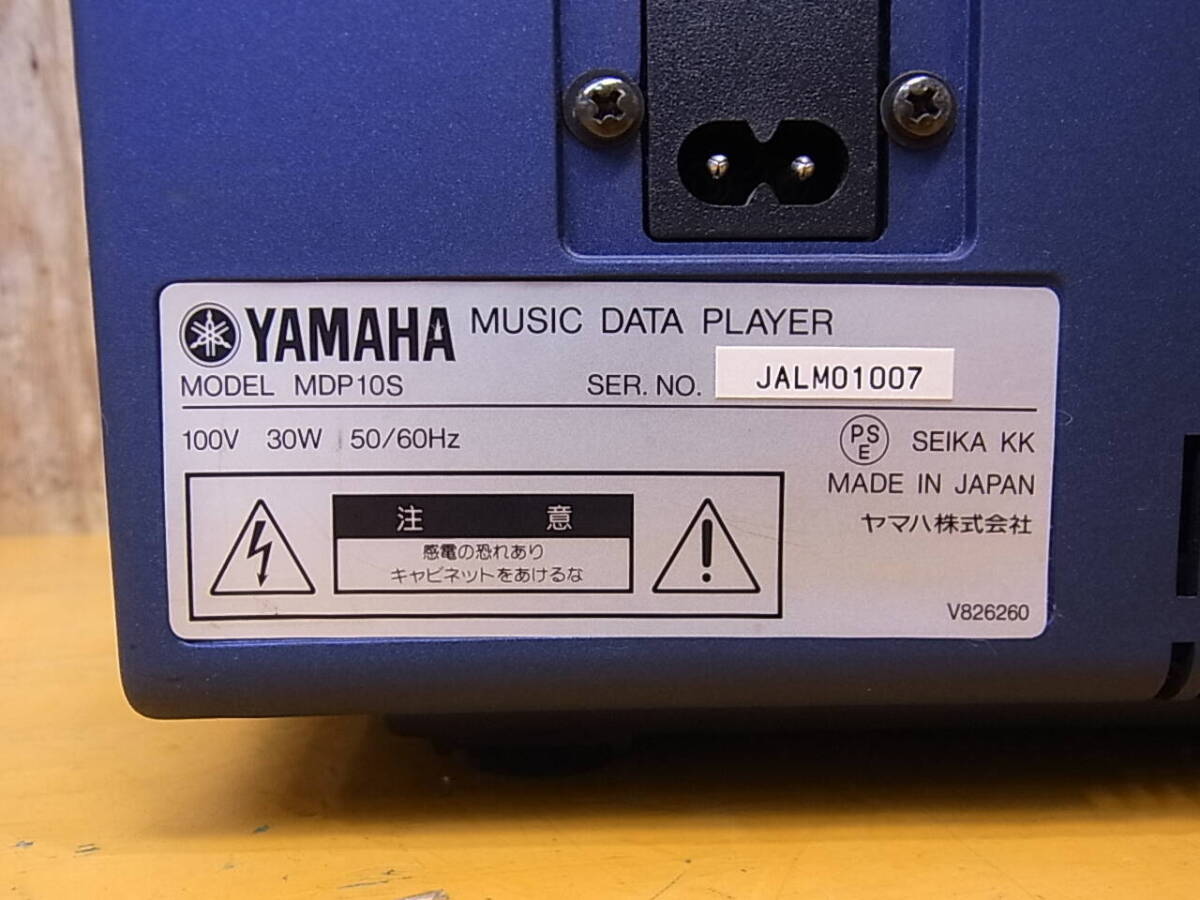 YAMAHA MUSIC DATA PLAYER
MODEL MDP10S SER. NO. JALM01007
100V 30W 50/60Hz
PS E SEIKA KK
MADE IN JAPAN
ヤマハ株式会社
注 意
感電の恐れあり
キャビネットをあけるな
V826260